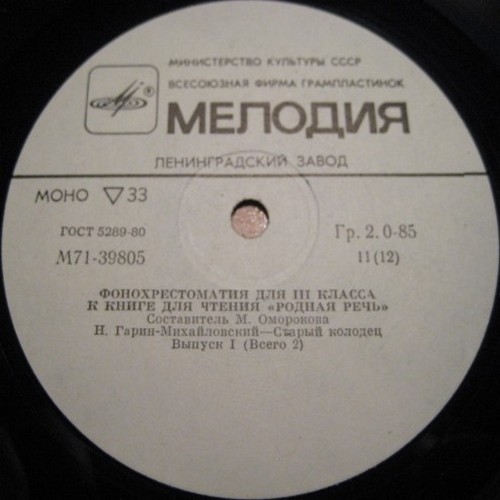 МИНИСТЕРСТВО КУЛЬТУРЫ СССР
ВСЕСОЮЗНАЯ ФИРМА ГРАМПЛАСТИНОК
®
МЕЛОДИЯ
ЛЕНИНГРАДСКИЙ ЗАВОД
МОНО ▽33
ГОСТ 5289-80
Гр. 2. 0-85
М71-39805
11 (12)
ФОНОХРЕСТОМАТИЯ ДЛЯ III КЛАССА
К КНИГЕ ДЛЯ ЧТЕНИЯ «РОДНАЯ РЕЧЬ»
Составитель М. Оморокова
Н. Гарин-Михайловский—Старый колодец
Выпуск I (Всего 2)